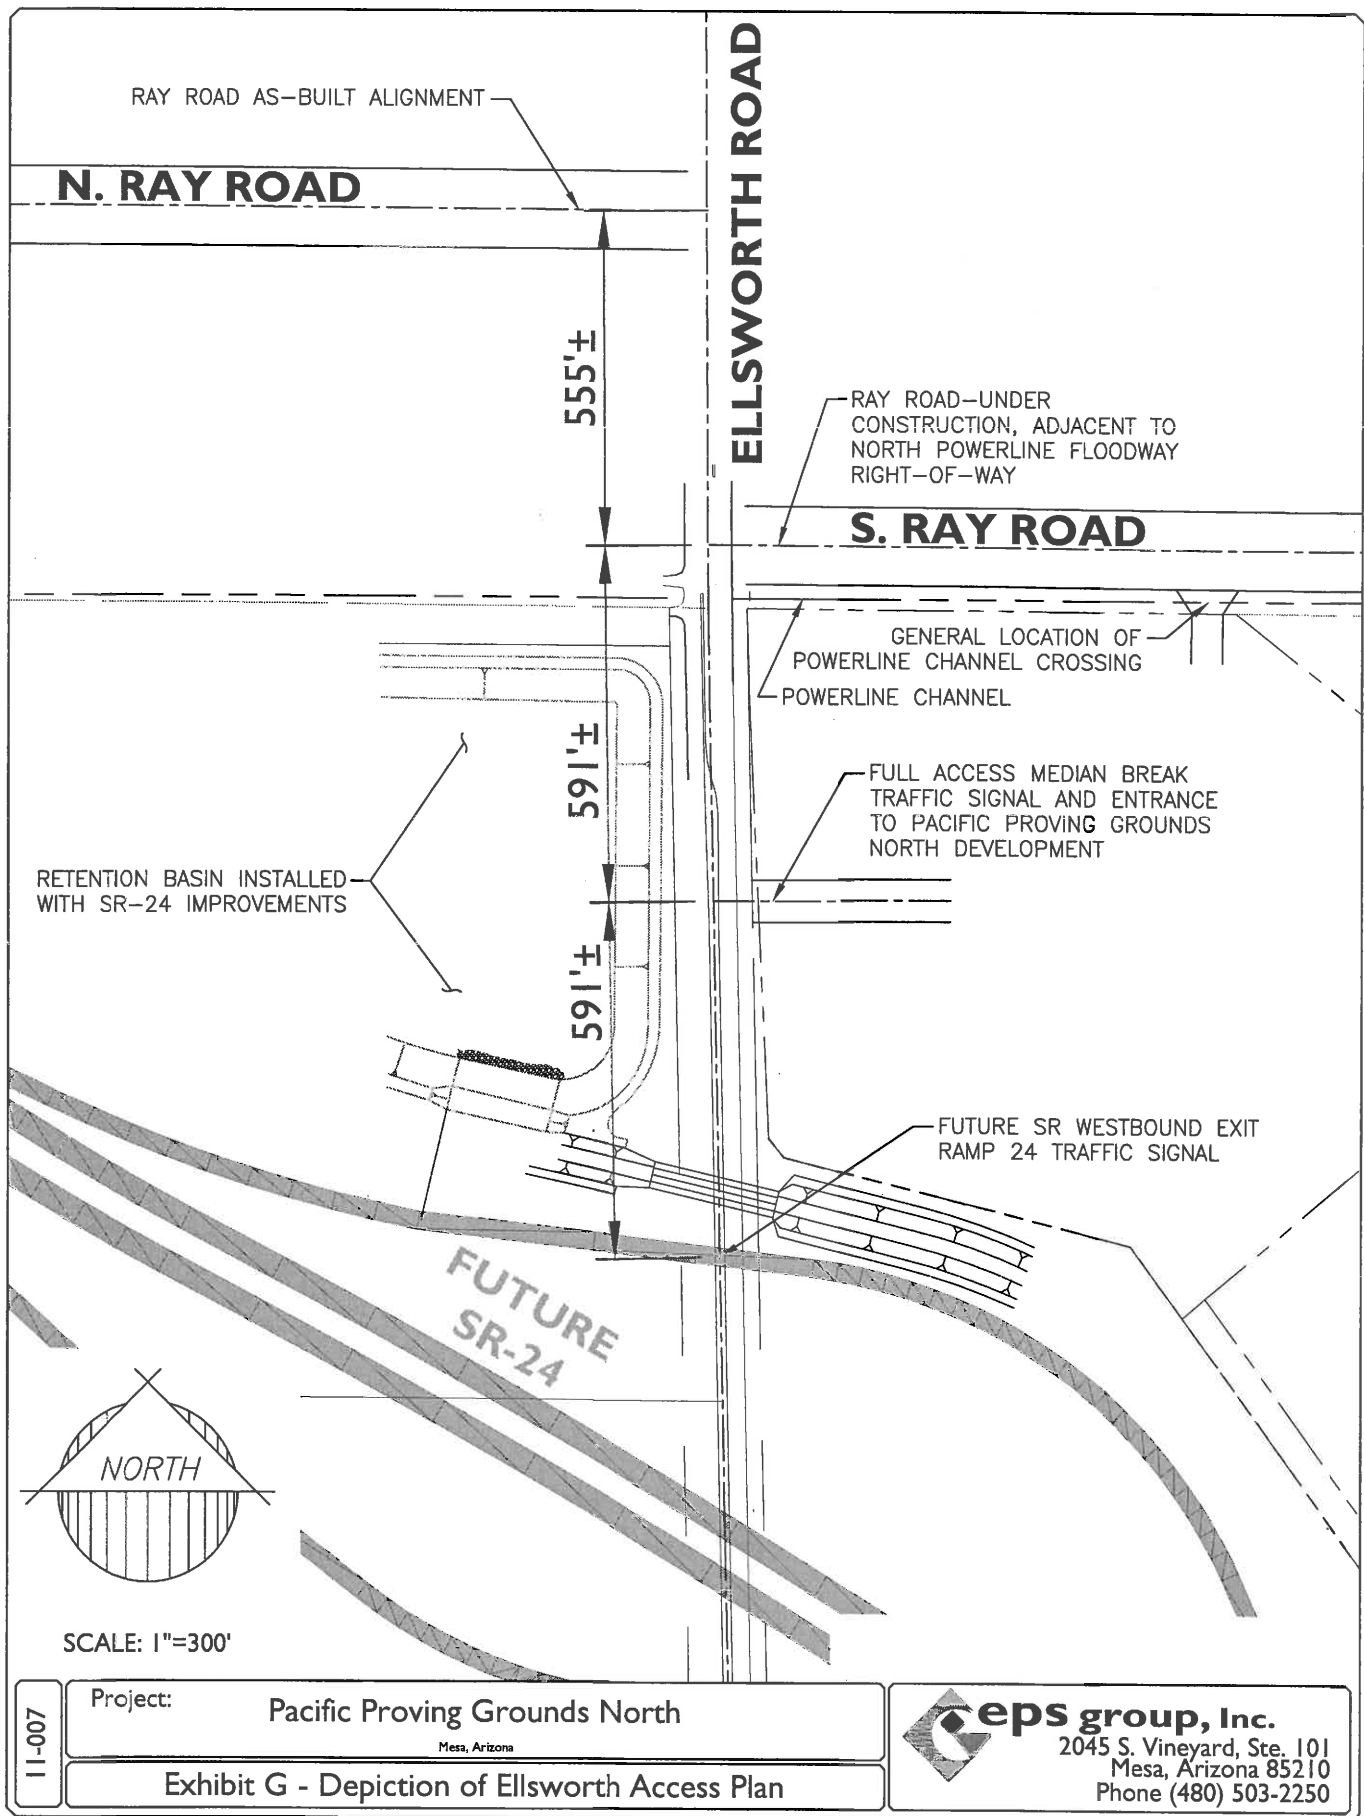 RAY ROAD AS-BUILT ALIGNMENT
N. RAY ROAD
ELLSWORTH ROAD
555'±
RAY ROAD-UNDER
CONSTRUCTION, ADJACENT TO
NORTH POWERLINE FLOODWAY
RIGHT-OF-WAY
S. RAY ROAD
GENERAL LOCATION OF
POWERLINE CHANNEL CROSSING
POWERLINE CHANNEL
591'±
FULL ACCESS MEDIAN BREAK
TRAFFIC SIGNAL AND ENTRANCE
TO PACIFIC PROVING GROUNDS
NORTH DEVELOPMENT
RETENTION BASIN INSTALLED
WITH SR-24 IMPROVEMENTS
591'±
FUTURE SR WESTBOUND EXIT
RAMP 24 TRAFFIC SIGNAL
FUTURE
SR-24
NORTH
SCALE: 1"=300'
11-007
Project:
Pacific Proving Grounds North
Mesa, Arizona
Exhibit G - Depiction of Ellsworth Access Plan
eps group, Inc.
2045 S. Vineyard, Ste. 101
Mesa, Arizona 85210
Phone (480) 503-2250